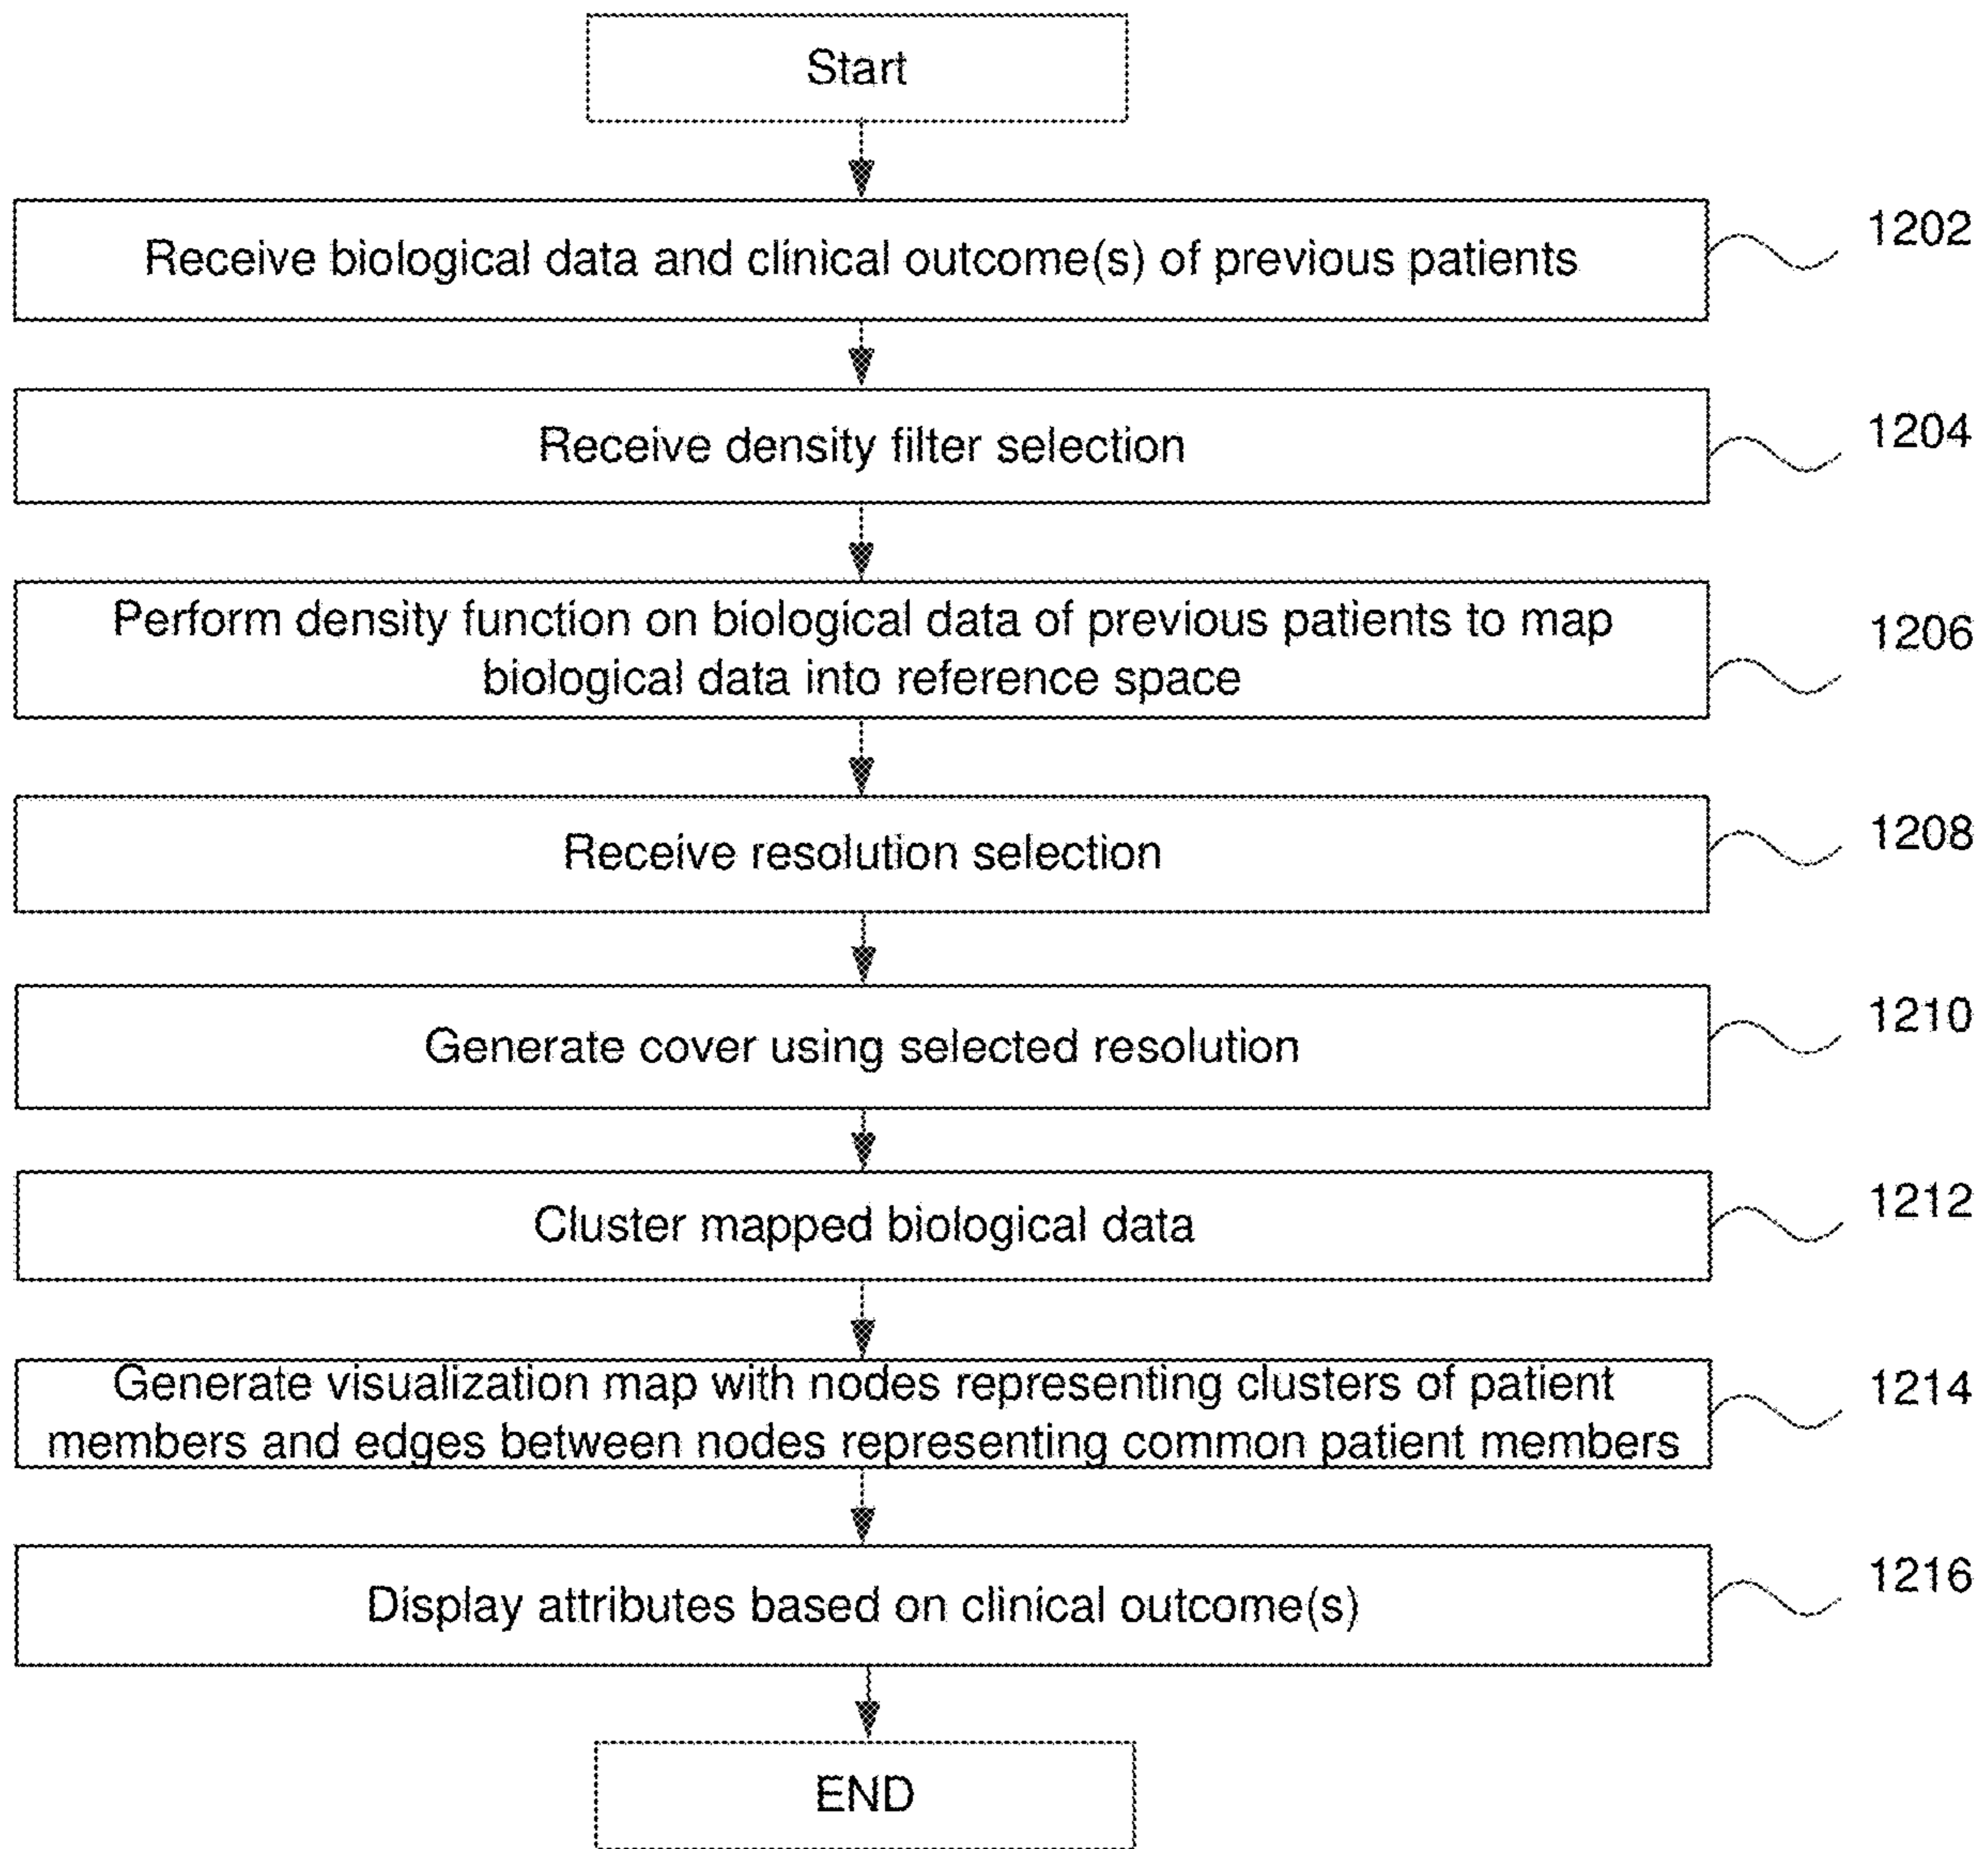 Start
Receive biological data and clinical outcome(s) of previous patients
1202
Receive density filter selection
1204
Perform density function on biological data of previous patients to map
biological data into reference space
1206
Receive resolution selection
1208
Generate cover using selected resolution
1210
Cluster mapped biological data
1212
Generate visualization map with nodes representing clusters of patient
members and edges between nodes representing common patient members
1214
Display attributes based on clinical outcome(s)
1216
END